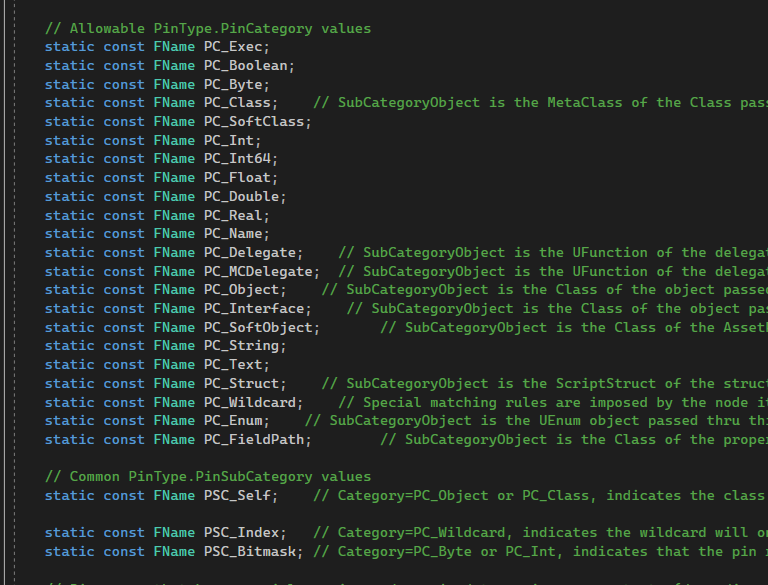 // Allowable PinType.PinCategory values
static const FName PC_Exec;
static const FName PC_Boolean;
static const FName PC_Byte;
static const FName PC_Class;    // SubCategoryObject is the MetaClass of the Class pas
static const FName PC_SoftClass;
static const FName PC_Int;
static const FName PC_Int64;
static const FName PC_Float;
static const FName PC_Double;
static const FName PC_Real;
static const FName PC_Name;
static const FName PC_Delegate;    // SubCategoryObject is the UFunction of the delegat
static const FName PC_MCDelegate;  // SubCategoryObject is the UFunction of the delegat
static const FName PC_Object;    // SubCategoryObject is the Class of the object passed
static const FName PC_Interface;    // SubCategoryObject is the Class of the object pas
static const FName PC_SoftObject;       // SubCategoryObject is the Class of the Asset
static const FName PC_String;
static const FName PC_Text;
static const FName PC_Struct;    // SubCategoryObject is the ScriptStruct of the struct
static const FName PC_Wildcard;    // Special matching rules are imposed by the node it
static const FName PC_Enum;    // SubCategoryObject is the UEnum object passed thru thi
static const FName PC_FieldPath;        // SubCategoryObject is the Class of the proper
// Common PinType.PinSubCategory values
static const FName PSC_Self;    // Category=PC_Object or PC_Class, indicates the class
static const FName PSC_Index;   // Category=PC_Wildcard, indicates the wildcard will on
static const FName PSC_Bitmask; // Category=PC_Byte or PC_Int, indicates that the pin